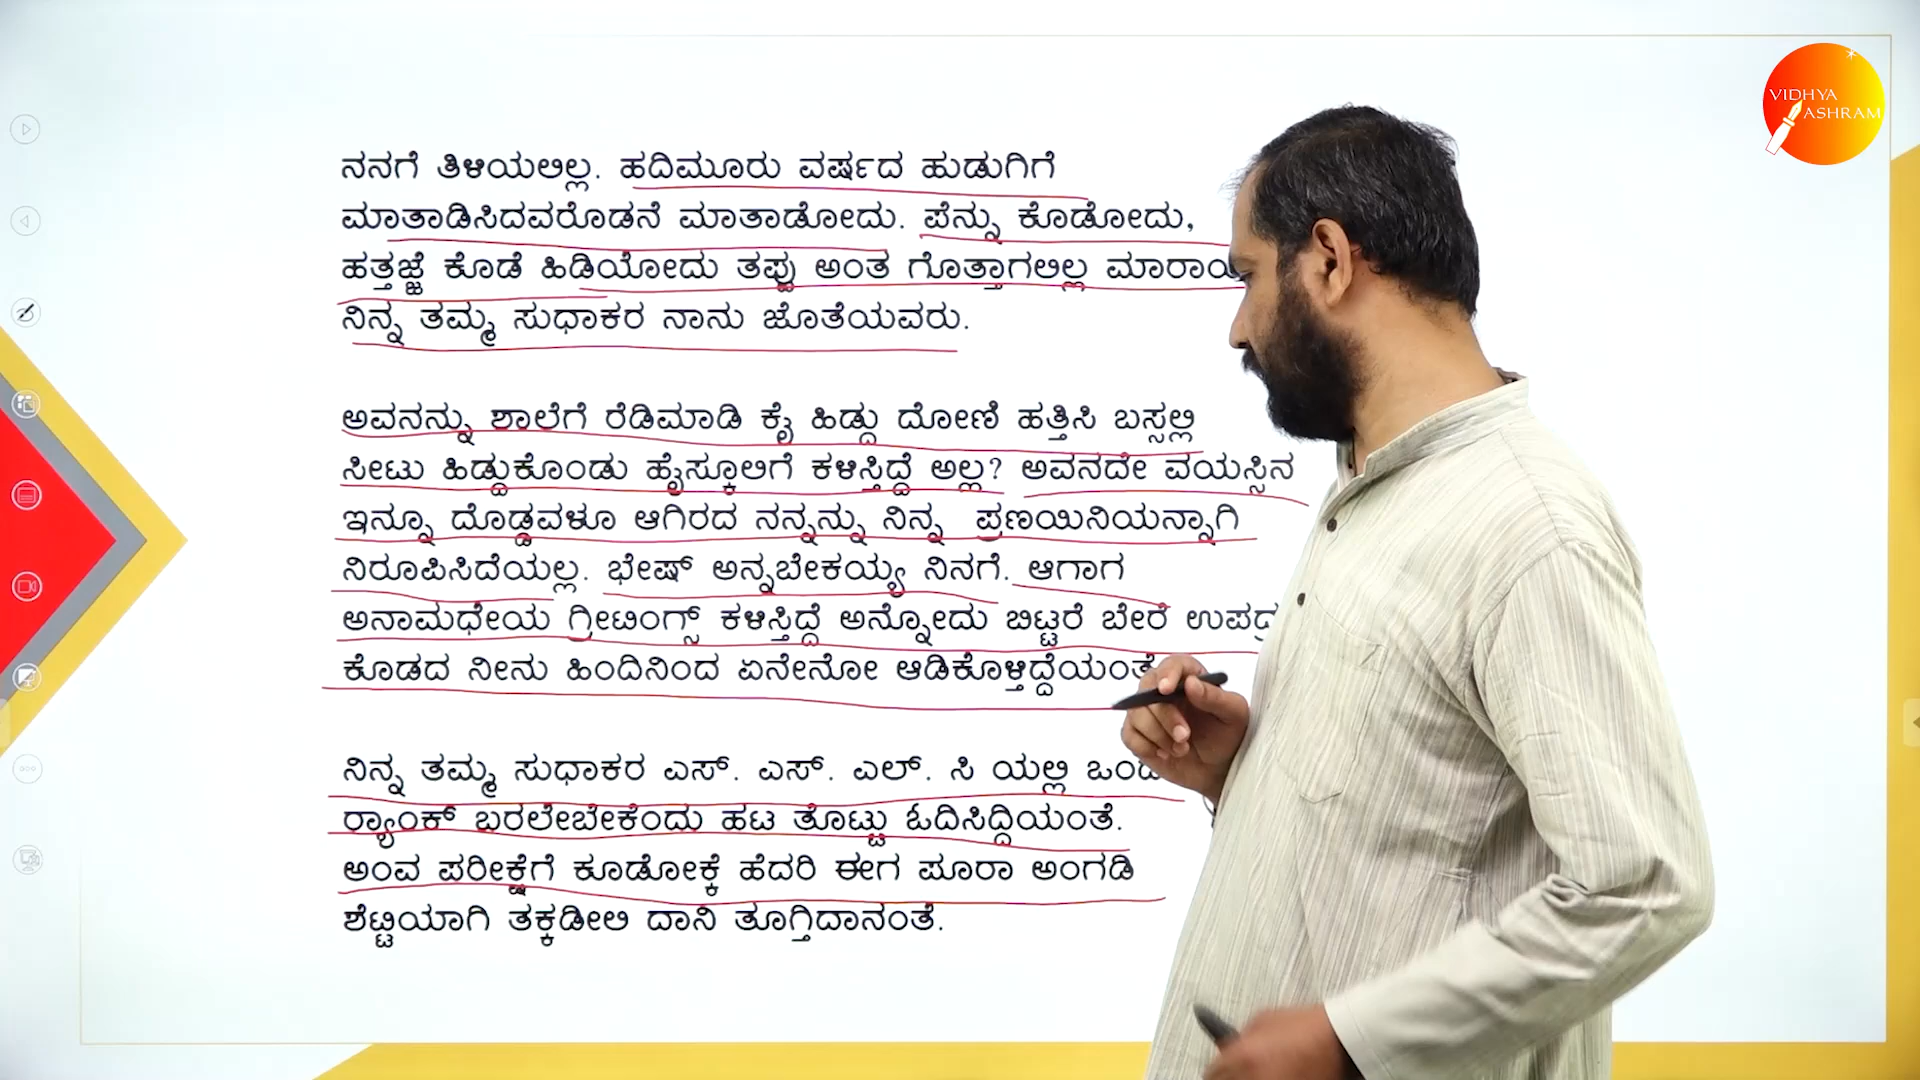 VIDHYA
ASHRAM
ನನಗೆ ತಿಳಿಯಲಿಲ್ಲ. ಹದಿಮೂರು ವರ್ಷದ ಹುಡುಗಿಗೆ
ಮಾತಾಡಿಸಿದವರೊಡನೆ ಮಾತಾಡೋದು. ಪೆನ್ನು ಕೊಡೋದು,
ಹತ್ತಜ್ಜೆ ಕೊಡೆ ಹಿಡಿಯೋದು ತಪ್ಪು ಅಂತ ಗೊತ್ತಾಗಲಿಲ್ಲ
ನಿನ್ನ ತಮ್ಮ ಸುಧಾಕರ ನಾನು ಜೊತೆಯವರು.
ಅವನನ್ನು ಶಾಲೆಗೆ ರೆಡಿಮಾಡಿ ಕೈ ಹಿಡ್ದು ದೋಣಿ ಹತ್ತಿಸಿ ಬಸ್ಸಲ್ಲಿ
ಸೀಟು ಹಿಡ್ದುಕೊಂಡು ಹೈಸ್ಕೂಲಿಗೆ ಕಳಿಸ್ತಿದ್ದೆ ಅಲ್ಲ? ಅವನದೇ ವಯಸ್ಸಿನ
ಇನ್ನೂ ದೊಡ್ಡವಳೂ ಆಗಿರದ ನನ್ನನ್ನು ನಿನ್ನ ಪ್ರಣಯಿನಿಯನ್ನಾಗಿ
ನಿರೂಪಿಸಿದೆಯಲ್ಲ. ಭೇಷ್ ಅನ್ನಬೇಕಯ್ಯ ನಿನಗೆ. ಆಗಾಗ
ಅನಾಮಧೇಯ ಗ್ರೀಟಿಂಗ್ಸ್ ಕಳಿಸ್ತಿದ್ದೆ ಅನ್ನೋದು ಬಿಟ್ಟರೆ ಬೇರೆ
ಕೊಡದ ನೀನು ಹಿಂದಿನಿಂದ ಏನೇನೋ ಆಡಿಕೊಳ್ತಿದ್ದೆಯಂತೆ
ನಿನ್ನ ತಮ್ಮ ಸುಧಾಕರ ಎಸ್. ಎಸ್. ಎಲ್. ಸಿ ಯಲ್ಲಿ
ರ‍್ಯಾಂಕ್ ಬರಲೇಬೇಕೆಂದು ಹಟ ತೊಟ್ಟು ಓದಿಸಿದ್ದಿಯಂತೆ.
ಅಂವ ಪರೀಕ್ಷೆಗೆ ಕೂಡೋಕ್ಕೆ ಹೆದರಿ ಈಗ ಪೂರಾ ಅಂಗಡಿ
ಶೆಟ್ಟಿಯಾಗಿ ತಕ್ಕಡೀಲಿ ದಾನಿ ತೂಗ್ತಿದಾನಂತೆ.